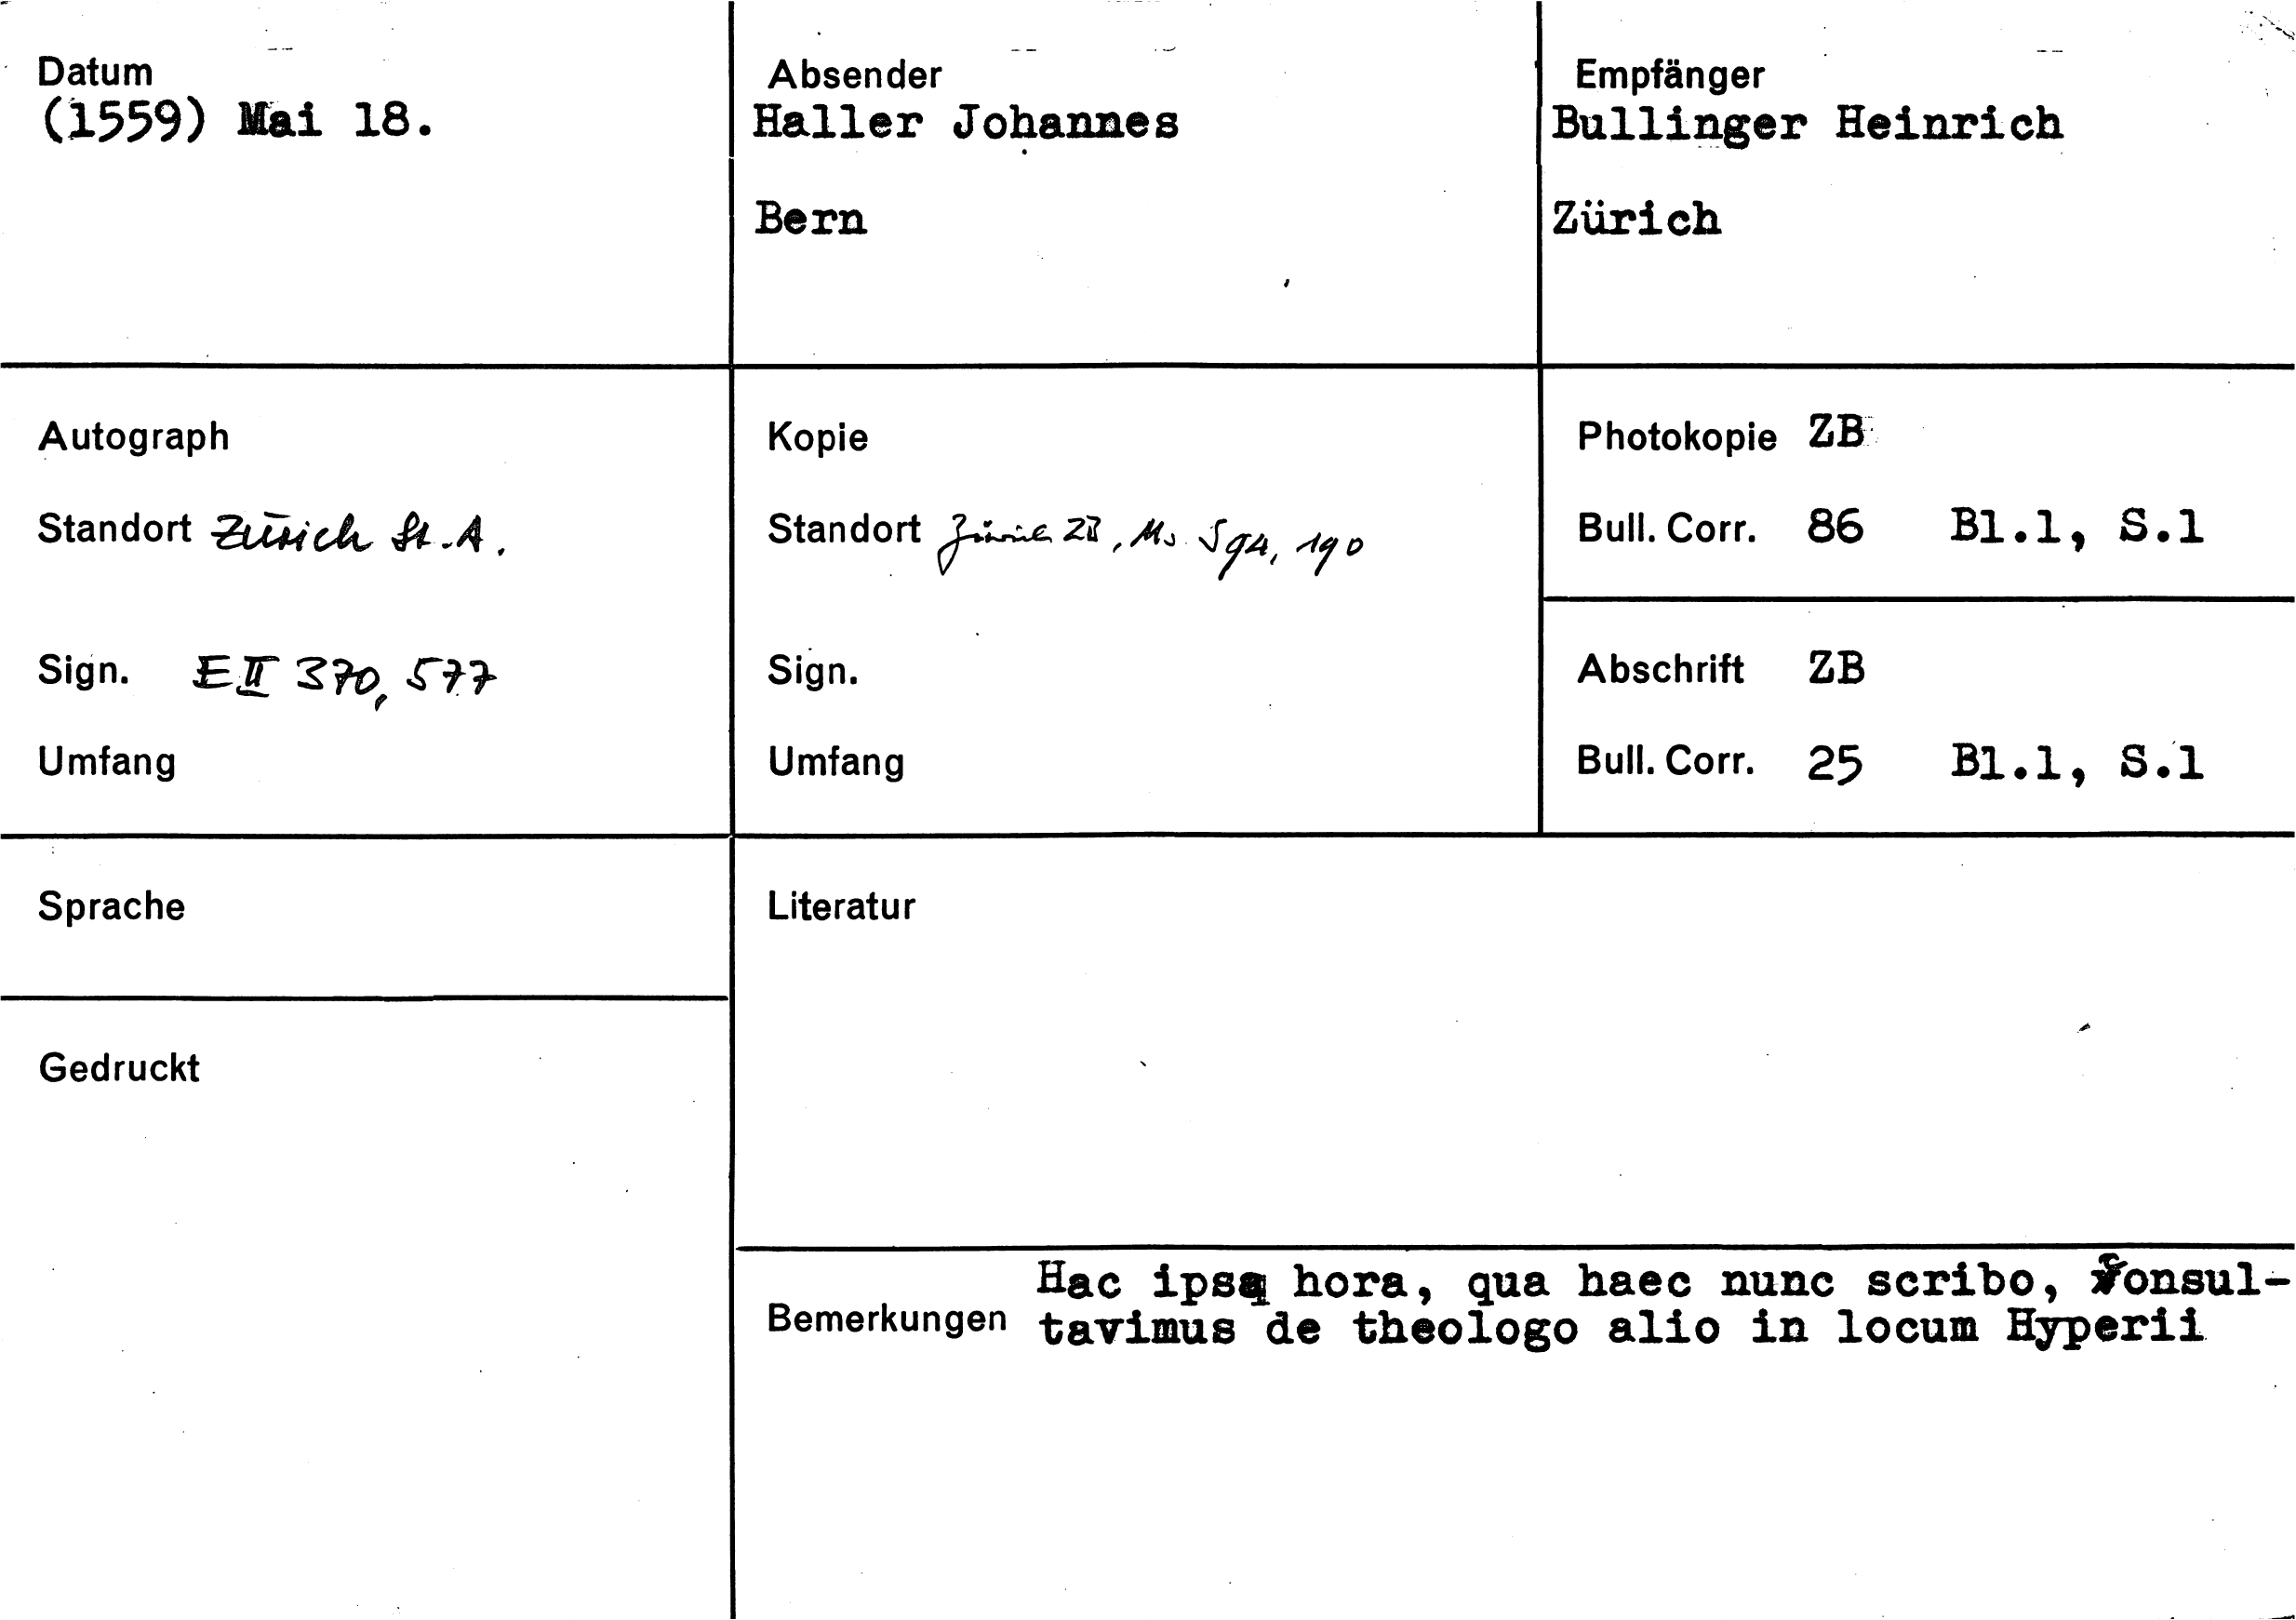 Datum
(1559) Mai 18.
Absender
Haller Johannes
Bern
Empfänger
Bullinger Heinrich
Zürich
Autograph
Standort Zürich St.A.
Sign. E II 370, 577
Umfang
Kopie
Standort Zürich ZB, Ms S 94, 190
Sign.
Umfang
Photokopie ZB
Bull. Corr. 86 Bl.1, S.1
Abschrift ZB
Bull. Corr. 25 Bl.1, S.1
Sprache
Gedruckt
Literatur
Bemerkungen
Hac ipsa hora, qua haec nunc scribo, consul-
tavimus de theologo alio in locum Hyperii